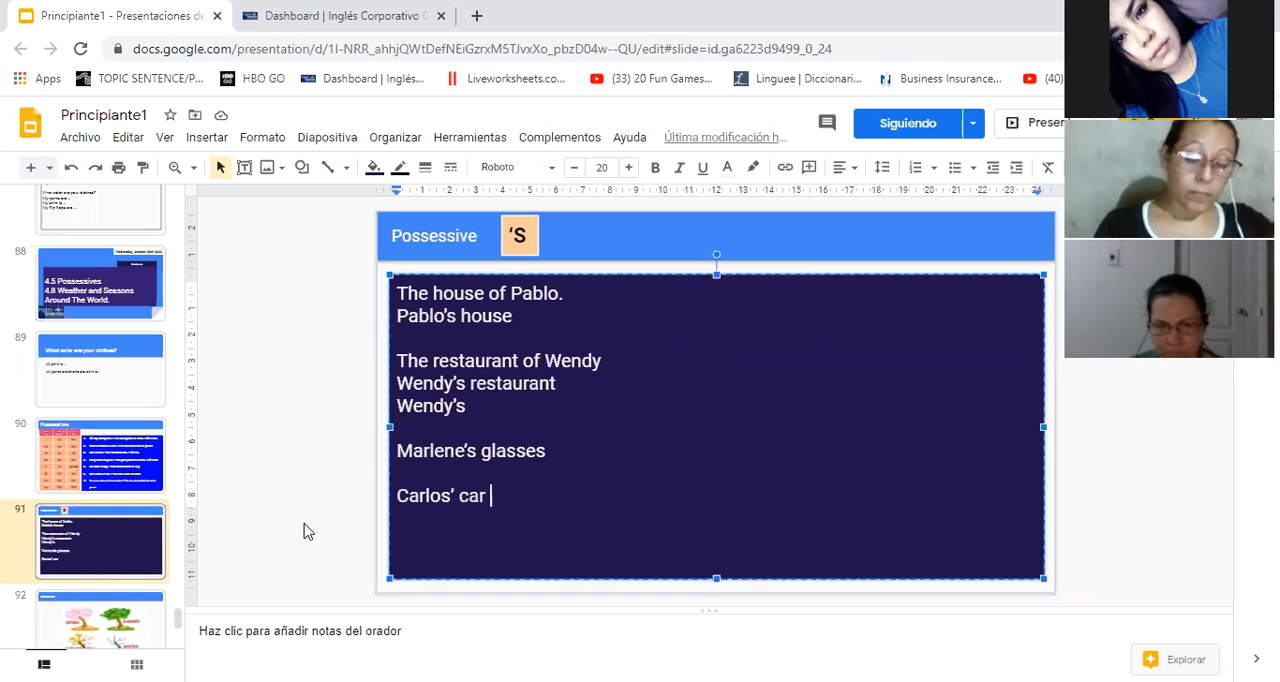 Principiante1 - Presentaciones de
Dashboard | Inglés Corporativo C
docs.google.com/presentation/d/1I-NRR_ahhjQWtDefNEiGzrxM5TJvxXo_pbzD04w--QU/edit#slide=id.ga6223d9499_0_24
Apps TOPIC SENTENCE/P... HBO GO Dashboard | Inglés... Liveworksheets.co... (33) 20 Fun Games... Linguee | Diccionari... Business Insurance... (40)
Principiante1
Archivo Editar Ver Insertar Formato Diapositiva Organizar Herramientas Complementos Ayuda Última modificación h...
Siguiendo
Presen
Roboto 20
88
4.5 Possessives
4.8 Weather and Seasons
Around The World.
89
What color are your clothes?
90
Possessives
91
92
Possessive 'S
The house of Pablo.
Pablo's house
The restaurant of Wendy
Wendy's restaurant
Wendy's
Marlene's glasses
Carlos' car
Haz clic para añadir notas del orador
Explorar